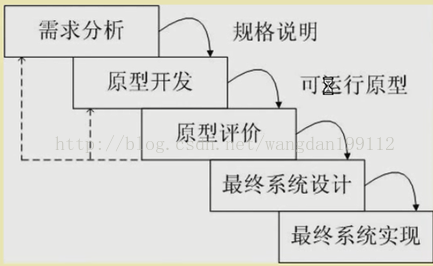 需求分析
规格说明
原型开发
可运行原型
原型评价
http://blog.csdn.net/wangdan199112
最终系统设计
最终系统实现